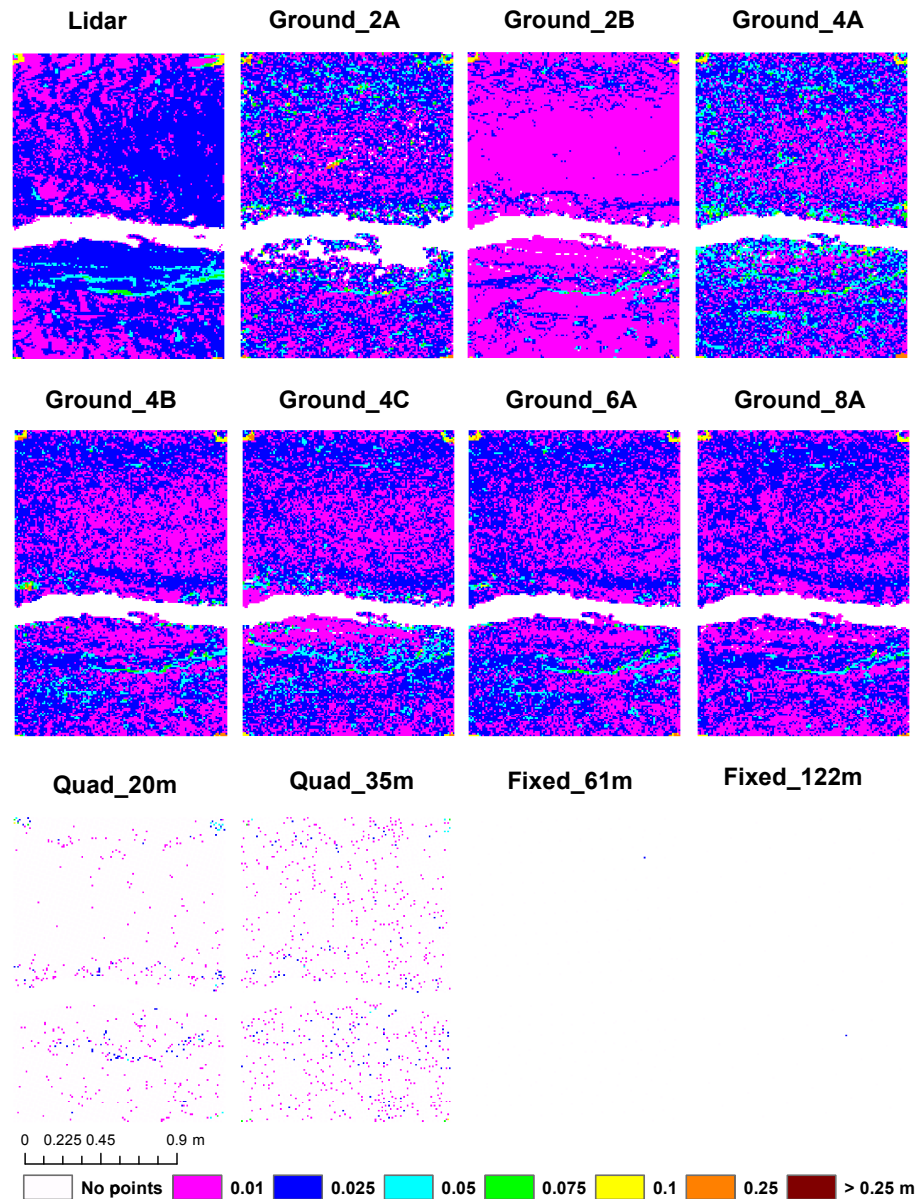 Lidar Ground_2A Ground_2B Ground_4A
Ground_4B Ground_4C Ground_6A Ground_8A
Quad_20m Quad_35m Fixed_61m Fixed_122m
0 0.225 0.45 0.9 m
No points 0.01 0.025 0.05 0.075 0.1 0.25 > 0.25 m